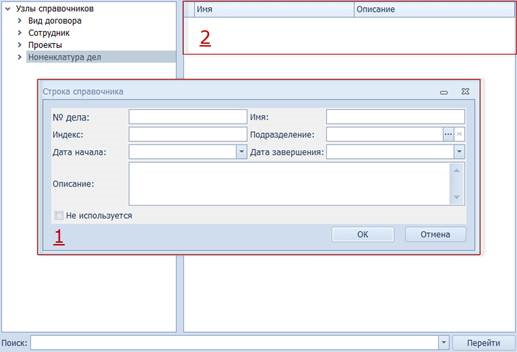 Узлы справочников
Вид договора
Сотрудник
Проекты
Номенклатура дел
Имя Описание
2
Строка справочника
№ дела: Имя:
Индекс: Подразделение:
Дата начала: Дата завершения:
Описание:
Не используется
1
ОК Отмена
Поиск: Перейти